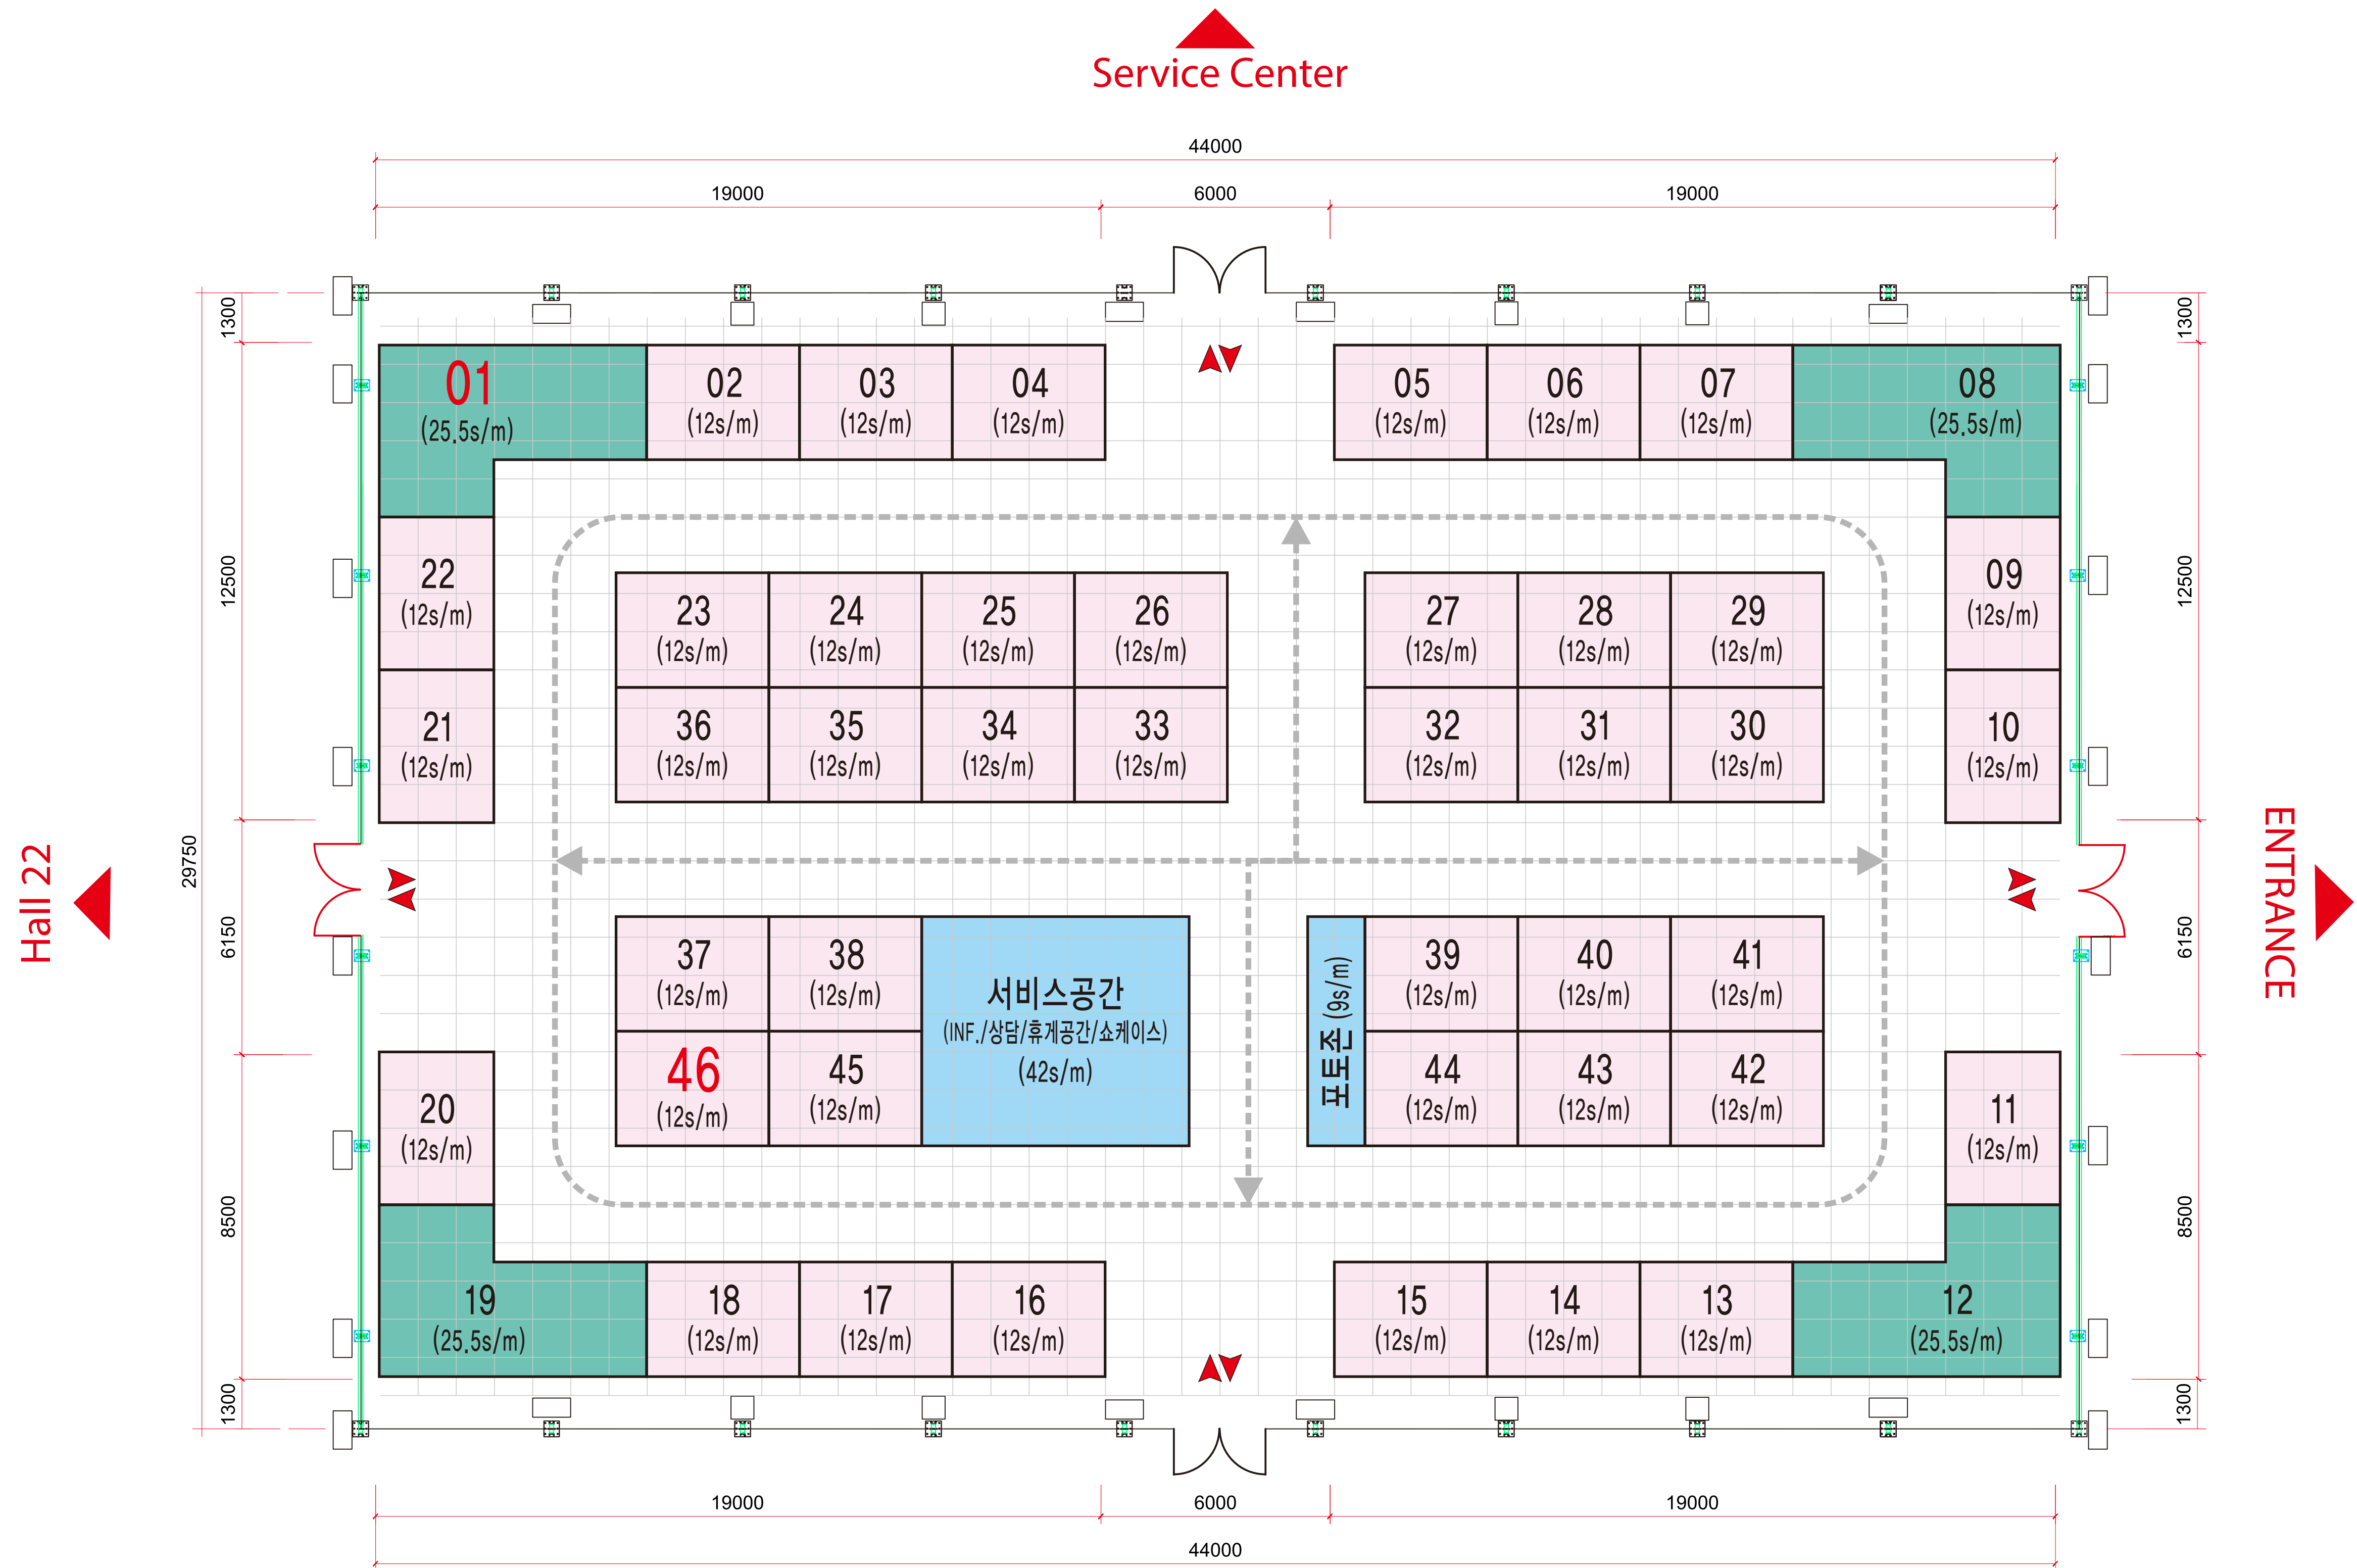 Service Center
44000
19000
6000
19000
1300
1300
01
(25.5s/m)
02
(12s/m)
03
(12s/m)
04
(12s/m)
05
(12s/m)
06
(12s/m)
07
(12s/m)
08
(25.5s/m)
12500
12500
22
(12s/m)
09
(12s/m)
23
(12s/m)
24
(12s/m)
25
(12s/m)
26
(12s/m)
27
(12s/m)
28
(12s/m)
29
(12s/m)
21
(12s/m)
36
(12s/m)
35
(12s/m)
34
(12s/m)
33
(12s/m)
32
(12s/m)
31
(12s/m)
30
(12s/m)
10
(12s/m)
Hall 22
29750
6150
6150
ENTRANCE
37
(12s/m)
38
(12s/m)
서비스공간
(INF./상담/휴게공간/쇼케이스)
(42s/m)
포토존 (9s/m)
39
(12s/m)
40
(12s/m)
41
(12s/m)
46
(12s/m)
45
(12s/m)
44
(12s/m)
43
(12s/m)
42
(12s/m)
20
(12s/m)
11
(12s/m)
8500
8500
19
(25.5s/m)
18
(12s/m)
17
(12s/m)
16
(12s/m)
15
(12s/m)
14
(12s/m)
13
(12s/m)
12
(25.5s/m)
1300
1300
19000
6000
19000
44000